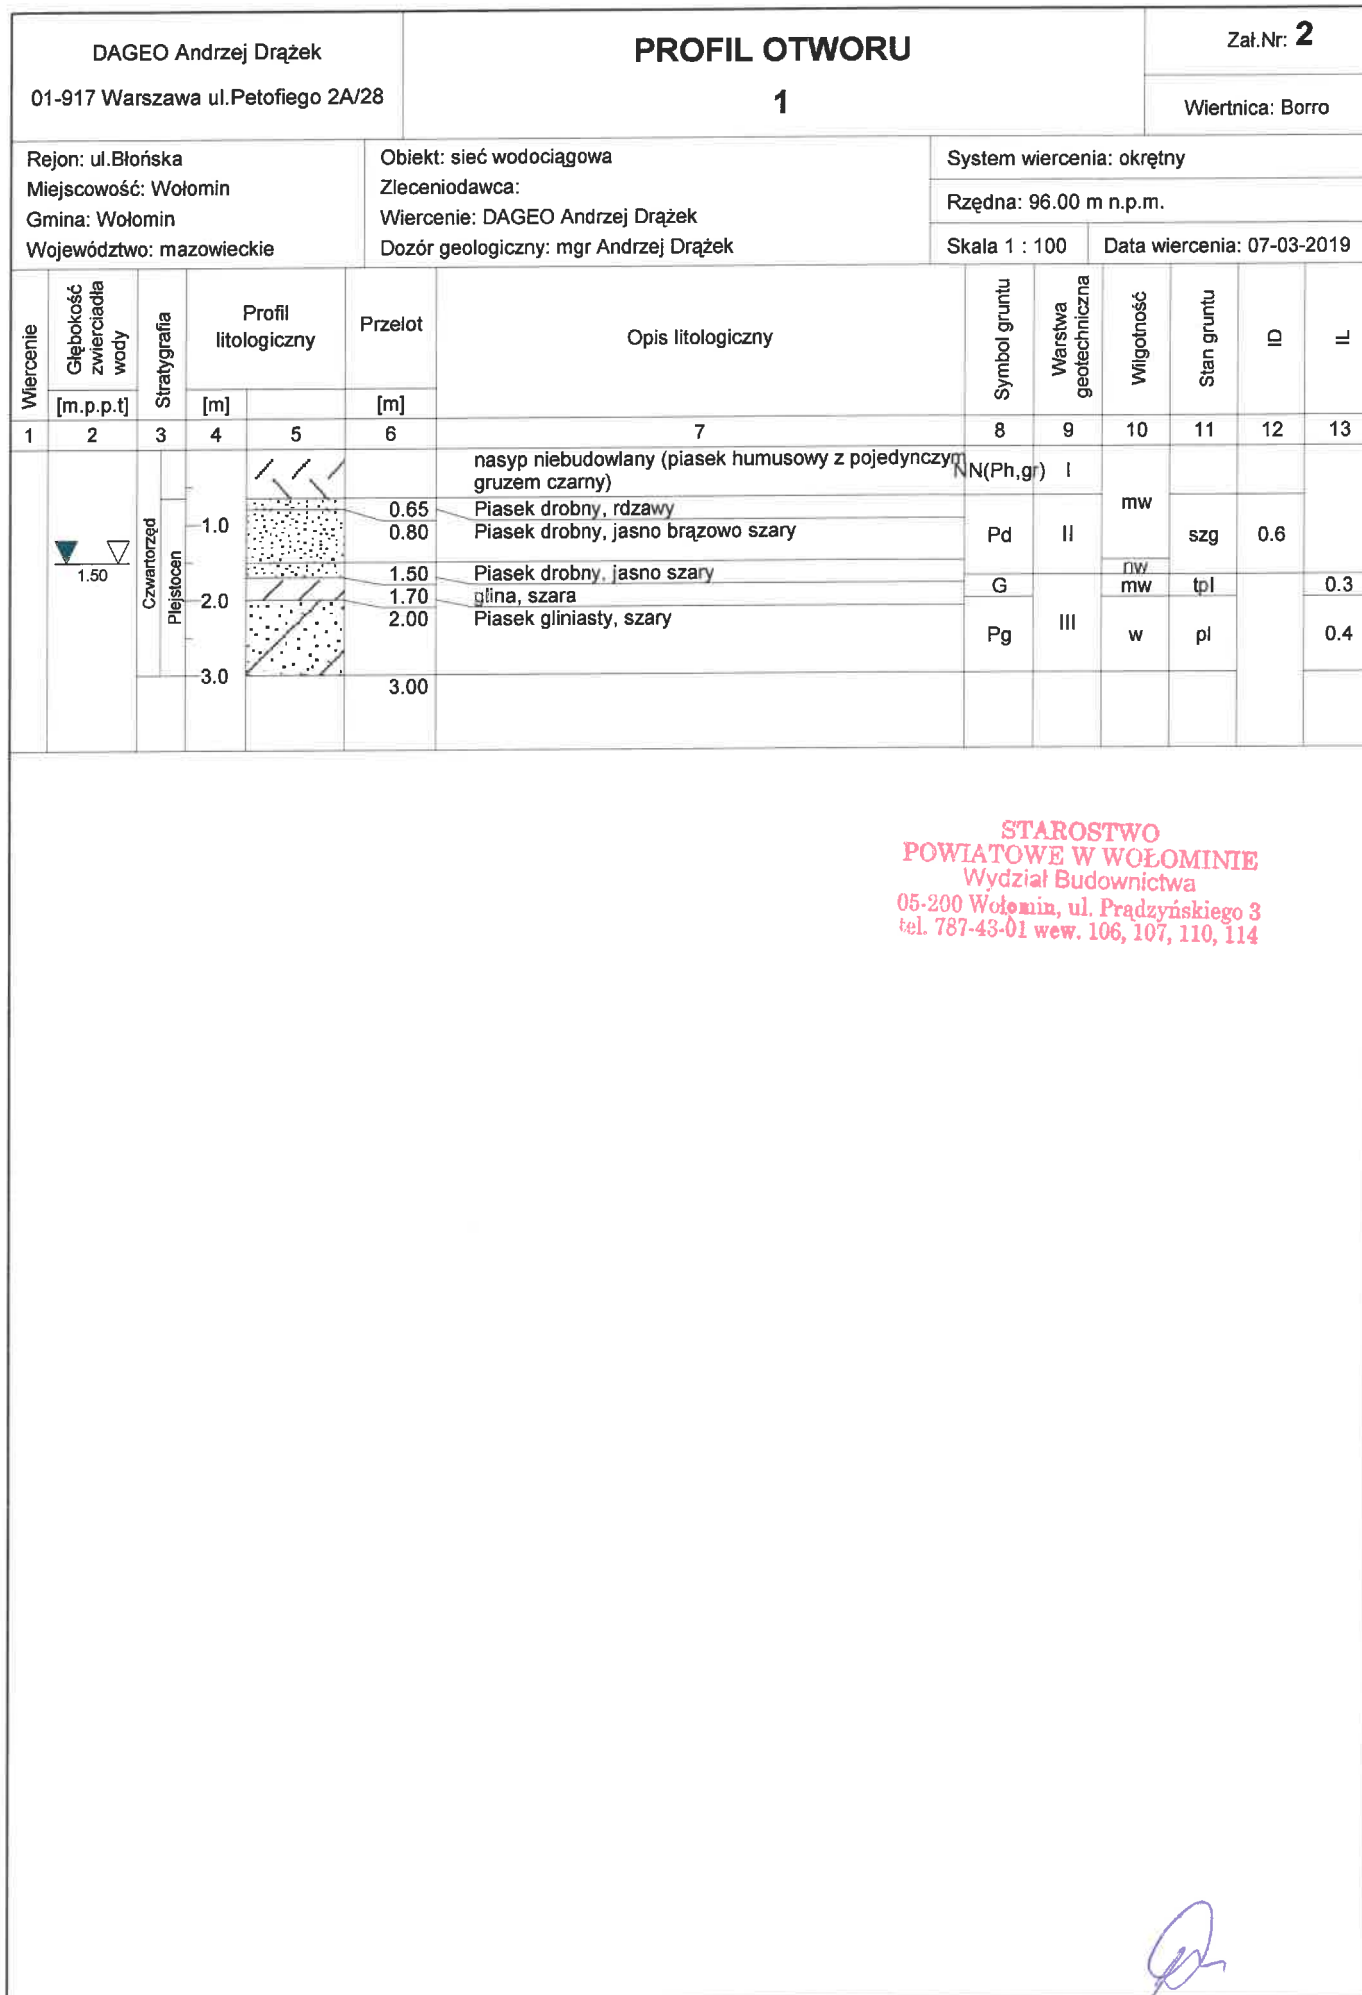 DAGEO Andrzej Drążek
01-917 Warszawa ul.Petofiego 2A/28
PROFIL OTWORU
1
Zał.Nr: 2
Wiertnica: Borro
Rejon: ul.Błońska
Miejscowość: Wołomin
Gmina: Wołomin
Województwo: mazowieckie
Obiekt: sieć wodociągowa
Zleceniodawca:
Wiercenie: DAGEO Andrzej Drążek
Dozór geologiczny: mgr Andrzej Drążek
System wiercenia: okrętny
Rzędna: 96.00 m n.p.m.
Skala 1 : 100
Data wiercenia: 07-03-2019
Wiercenie
Głębokość
zwierciadła
wody
[m.p.p.t]
Stratygrafia
Profil
litologiczny
[m]
Przelot
[m]
Opis litologiczny
Symbol gruntu
Warstwa
geotechniczna
Wilgotność
Stan gruntu
ID
IL
1 2 3 4 5 6 7 8 9 10 11 12 13
nasyp niebudowlany (piasek humusowy z pojedynczym
gruzem czarny)
NN(Ph,gr) I
mw
0.65 Piasek drobny, rdzawy
1.0
0.80 Piasek drobny, jasno brązowo szary
Pd II szg 0.6
1.50
Czwartorzęd
Plejstocen
nw
1.50 Piasek drobny, jasno szary
G mw tpl 0.3
2.0
1.70 glina, szara
2.00 Piasek gliniasty, szary
Pg III w pl 0.4
3.0
3.00
STAROSTWO
POWIATOWE W WOŁOMINIE
Wydział Budownictwa
05-200 Wołomin, ul. Prądzyńskiego 3
tel. 787-43-01 wew. 106, 107, 110, 114